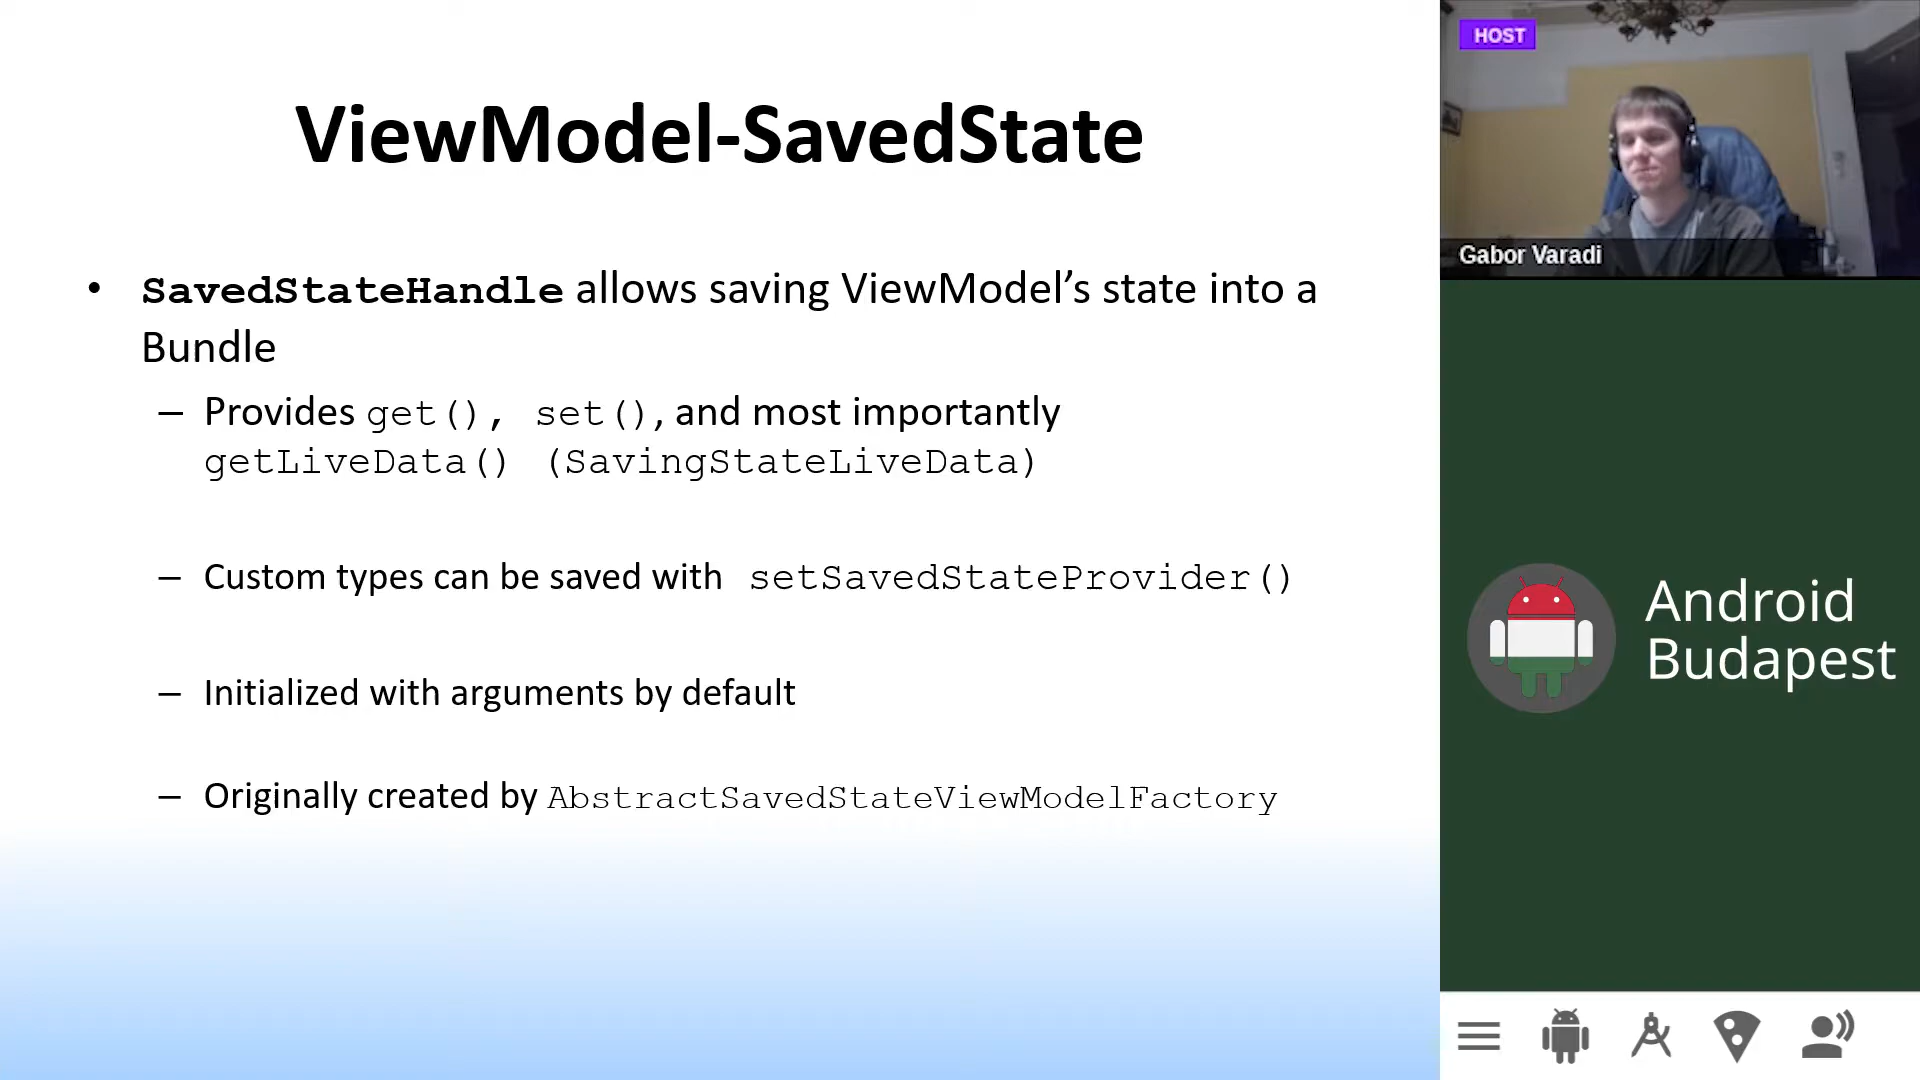 ViewModel-SavedState
• SavedStateHandle allows saving ViewModel’s state into a
Bundle
– Provides get(), set(), and most importantly
getLiveData() (SavingStateLiveData)
– Custom types can be saved with setSavedStateProvider()
– Initialized with arguments by default
– Originally created by AbstractSavedStateViewModelFactory
HOST
Gabor Varadi
Android
Budapest